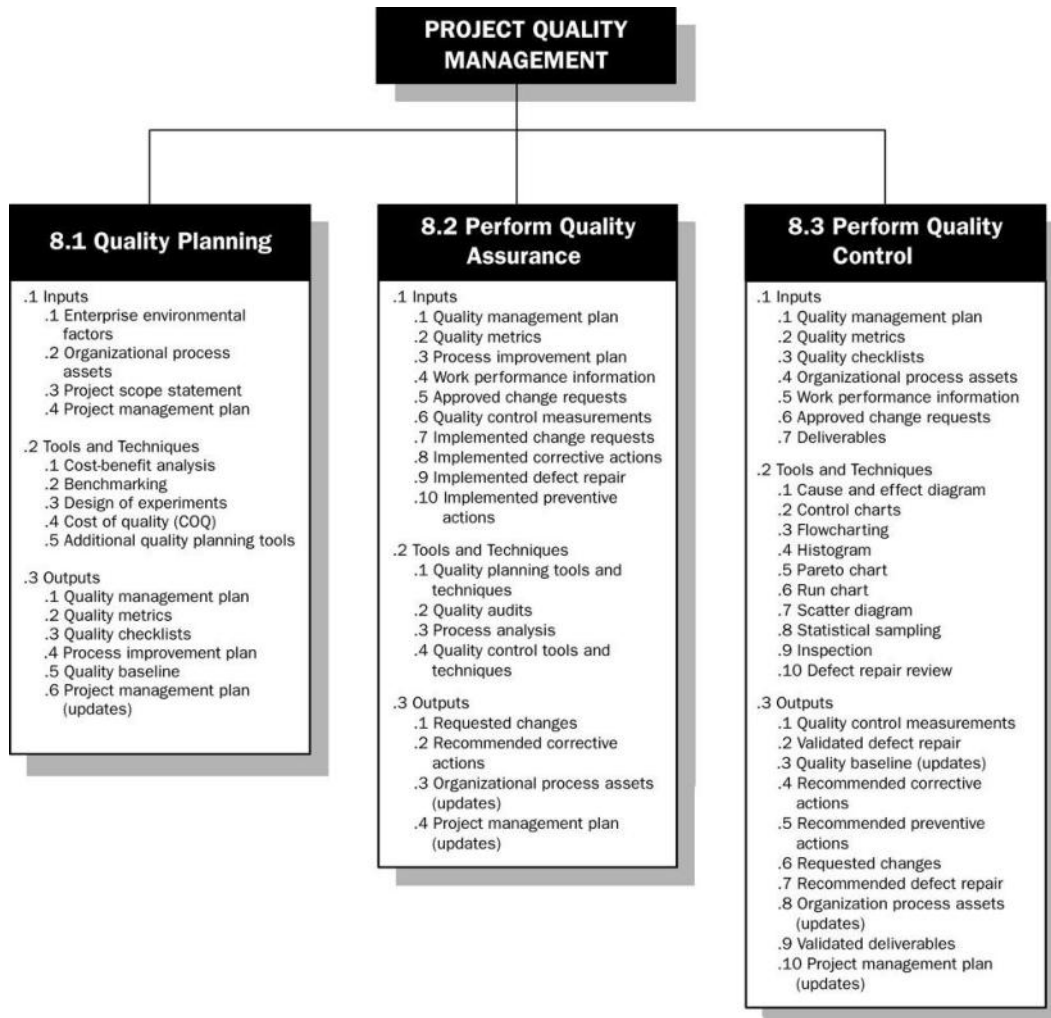 PROJECT QUALITY
MANAGEMENT
8.1 Quality Planning
.1 Inputs
.1 Enterprise environmental
factors
.2 Organizational process
assets
.3 Project scope statement
.4 Project management plan
.2 Tools and Techniques
.1 Cost-benefit analysis
.2 Benchmarking
.3 Design of experiments
.4 Cost of quality (COQ)
.5 Additional quality planning tools
.3 Outputs
.1 Quality management plan
.2 Quality metrics
.3 Quality checklists
.4 Process improvement plan
.5 Quality baseline
.6 Project management plan
(updates)
8.2 Perform Quality
Assurance
.1 Inputs
.1 Quality management plan
.2 Quality metrics
.3 Process improvement plan
.4 Work performance information
.5 Approved change requests
.6 Quality control measurements
.7 Implemented change requests
.8 Implemented corrective actions
.9 Implemented defect repair
.10 Implemented preventive
actions
.2 Tools and Techniques
.1 Quality planning tools and
techniques
.2 Quality audits
.3 Process analysis
.4 Quality control tools and
techniques
.3 Outputs
.1 Requested changes
.2 Recommended corrective
actions
.3 Organizational process assets
(updates)
.4 Project management plan
(updates)
8.3 Perform Quality
Control
.1 Inputs
.1 Quality management plan
.2 Quality metrics
.3 Quality checklists
.4 Organizational process assets
.5 Work performance information
.6 Approved change requests
.7 Deliverables
.2 Tools and Techniques
.1 Cause and effect diagram
.2 Control charts
.3 Flowcharting
.4 Histogram
.5 Pareto chart
.6 Run chart
.7 Scatter diagram
.8 Statistical sampling
.9 Inspection
.10 Defect repair review
.3 Outputs
.1 Quality control measurements
.2 Validated defect repair
.3 Quality baseline (updates)
.4 Recommended corrective
actions
.5 Recommended preventive
actions
.6 Requested changes
.7 Recommended defect repair
.8 Organization process assets
(updates)
.9 Validated deliverables
.10 Project management plan
(updates)